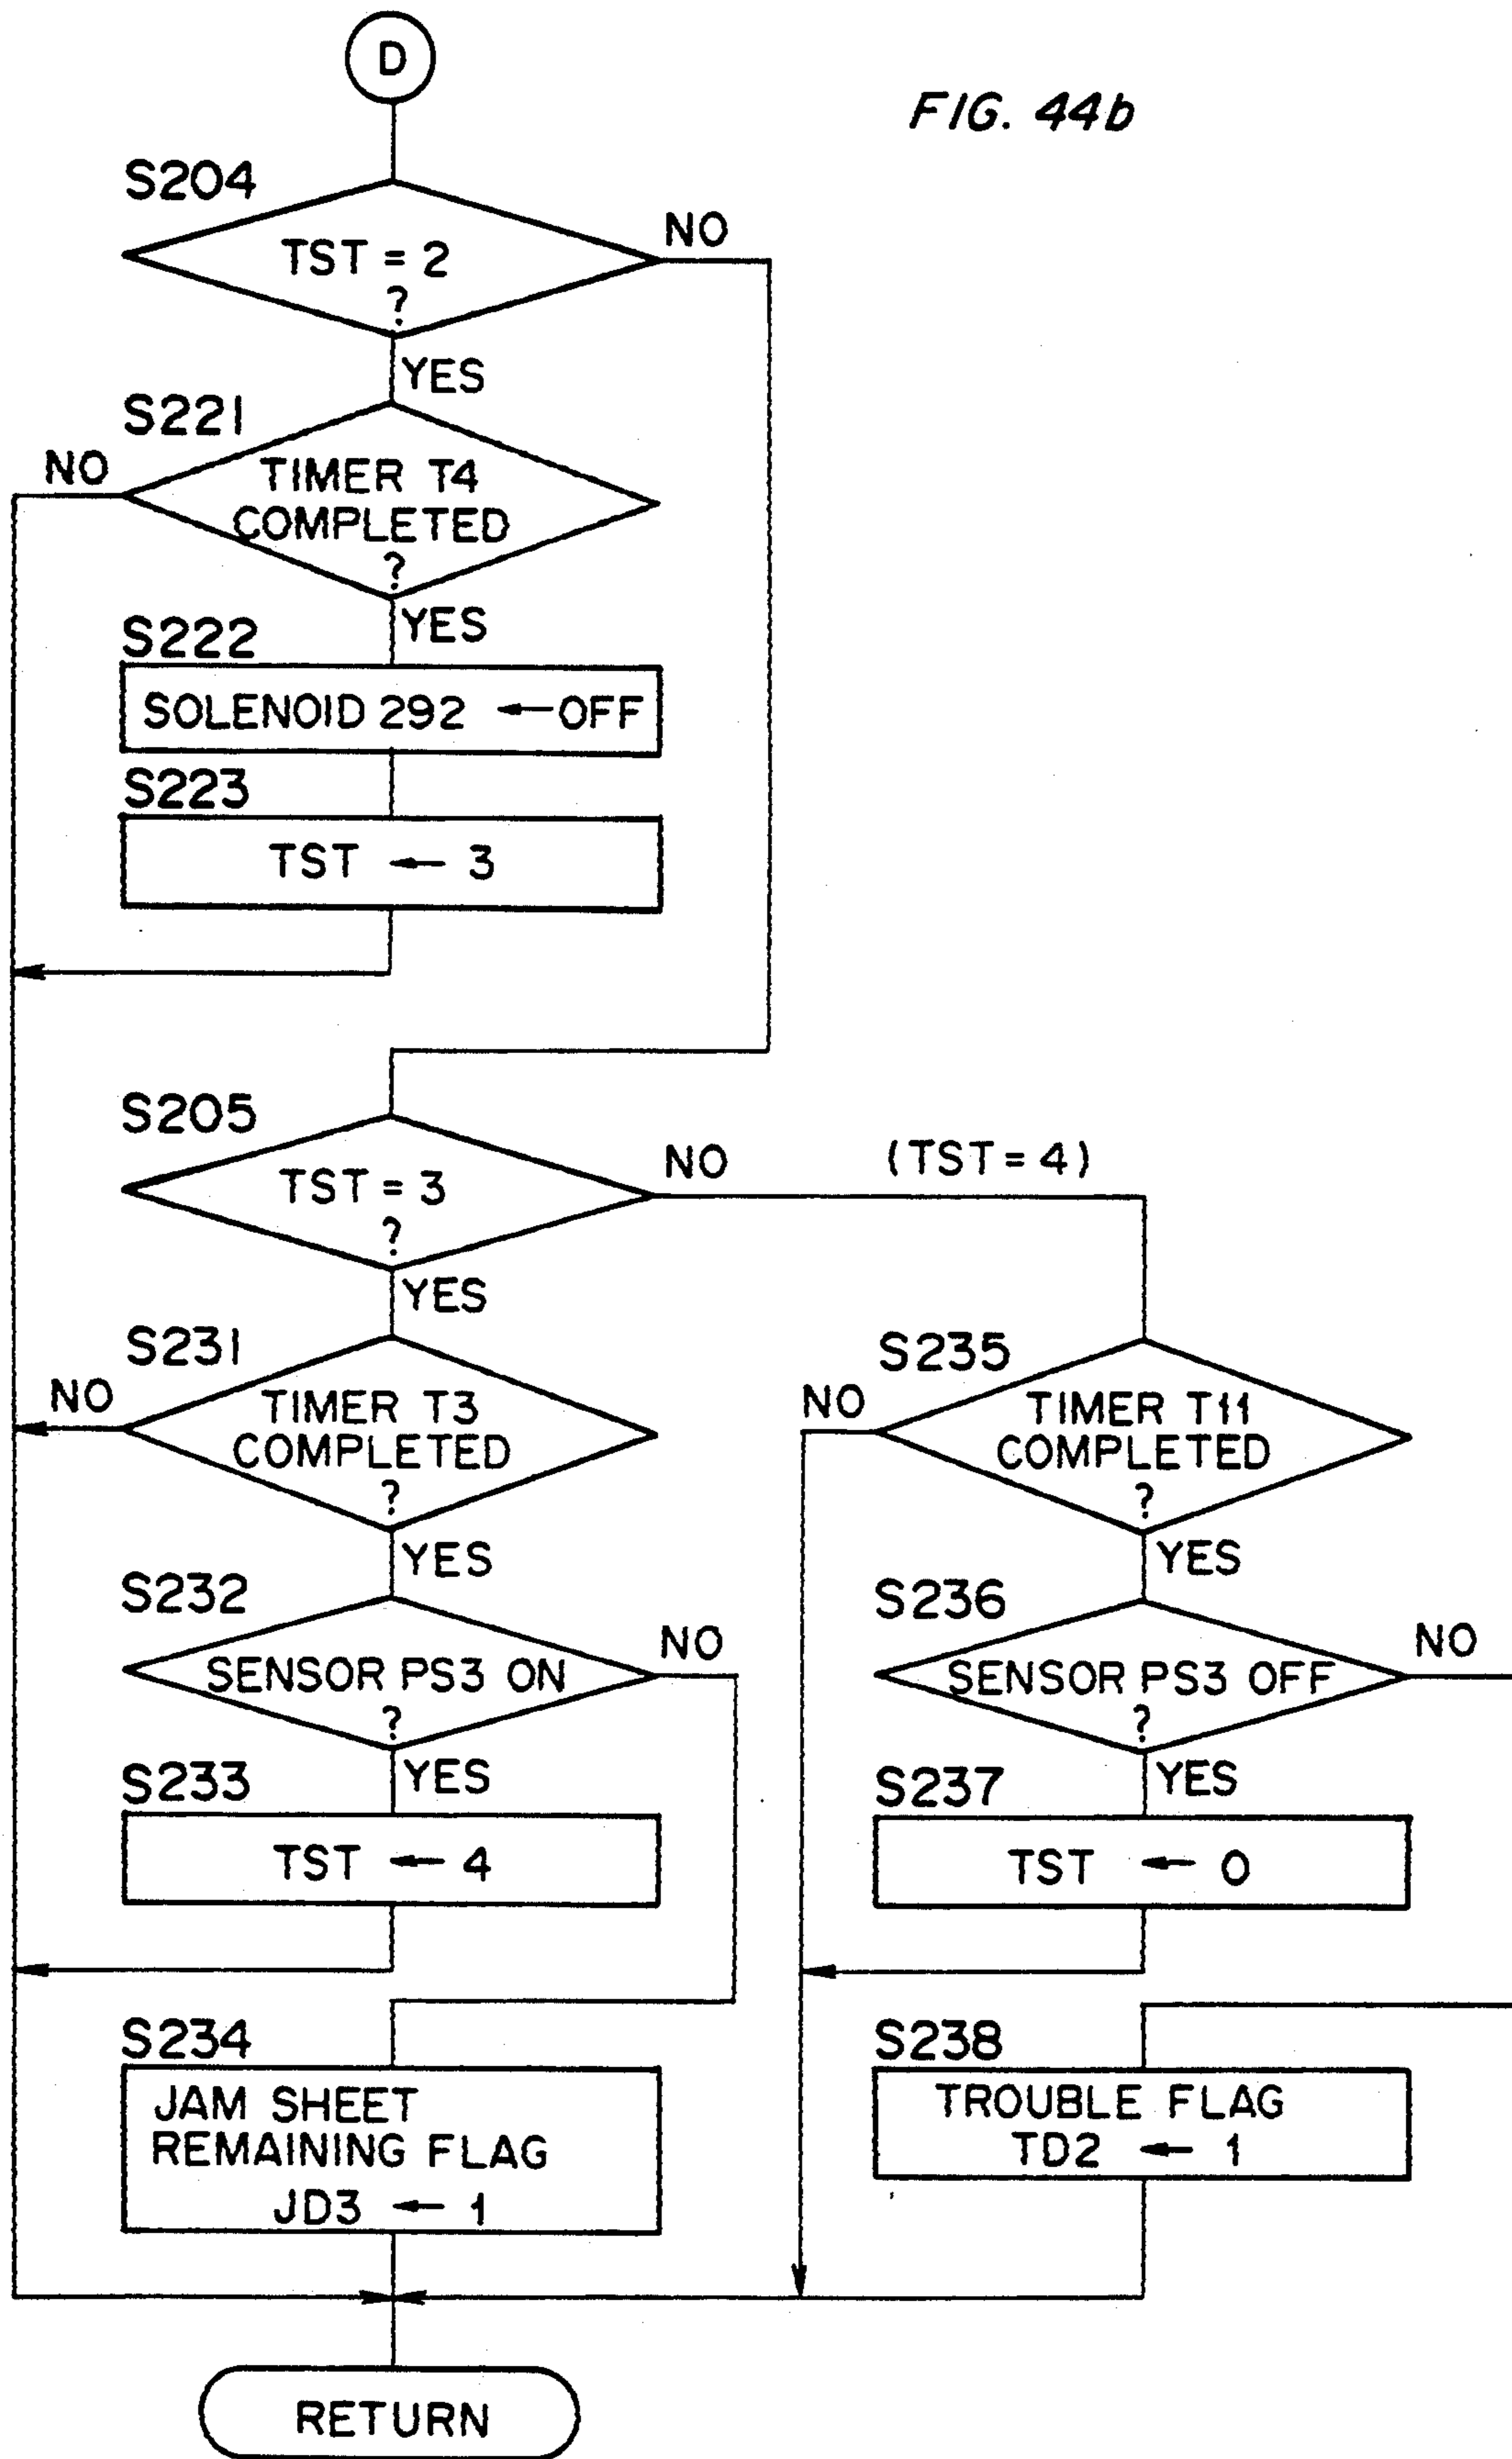 D
FIG. 44b
S204
TST = 2
?
NO
YES
S221
NO
TIMER T4
COMPLETED
?
YES
S222
SOLENOID 292 ← OFF
S223
TST ← 3
S205
TST = 3
?
NO
(TST = 4)
YES
S231
NO
TIMER T3
COMPLETED
?
YES
S235
NO
TIMER T11
COMPLETED
?
YES
S232
SENSOR PS3 ON
?
NO
YES
S236
SENSOR PS3 OFF
?
NO
YES
S233
TST ← 4
S237
TST ← 0
S234
JAM SHEET
REMAINING FLAG
JD3 ← 1
S238
TROUBLE FLAG
TD2 ← 1
RETURN